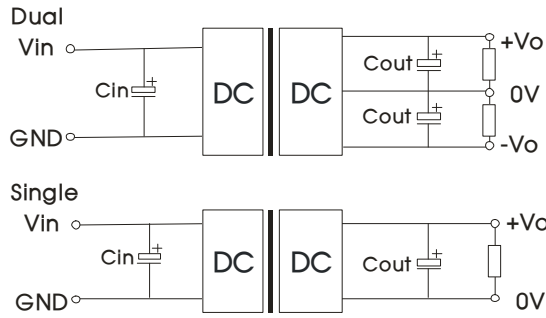 Dual
Vin
+Vo
Cout
+
Cin
+
DC
DC
0V
Cout
+
GND
-Vo
Single
Vin
+Vo
Cin
+
DC
DC
Cout
+
GND
0V